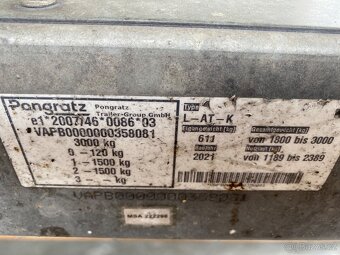 Pongratz Pongratz
Trailer-Group GmbH
e1*2007/46*0086*03
VAPB0000000358081
3000 kg
0 -120 kg
1 -1500 kg
2 -1500 kg
3 -.- kg
Type
L-AT-K
Eigengewicht [kg] Gesamtgewicht [kg]
611 von 1800 bis 3000
Baujahr Nutzlast [kg]
2021 von 1189 bis 2389